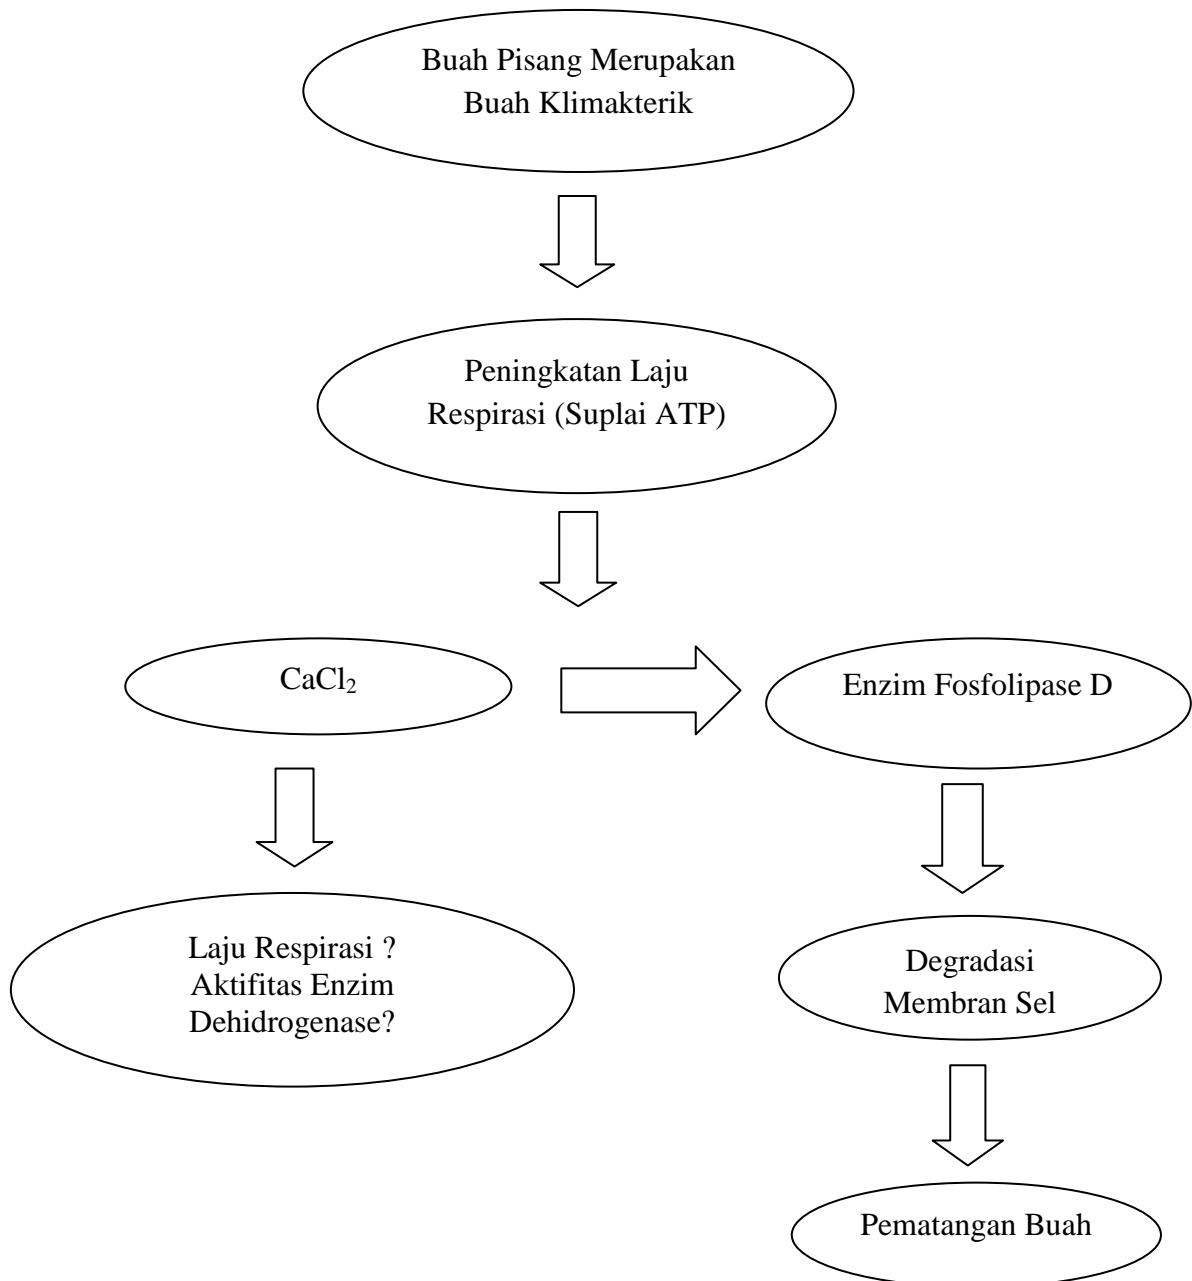 Buah Pisang Merupakan
Buah Klimakterik
Peningkatan Laju
Respirasi (Suplai ATP)
CaCl₂
Enzim Fosfolipase D
Laju Respirasi ?
Aktifitas Enzim
Dehidrogenase?
Degradasi
Membran Sel
Pematangan Buah